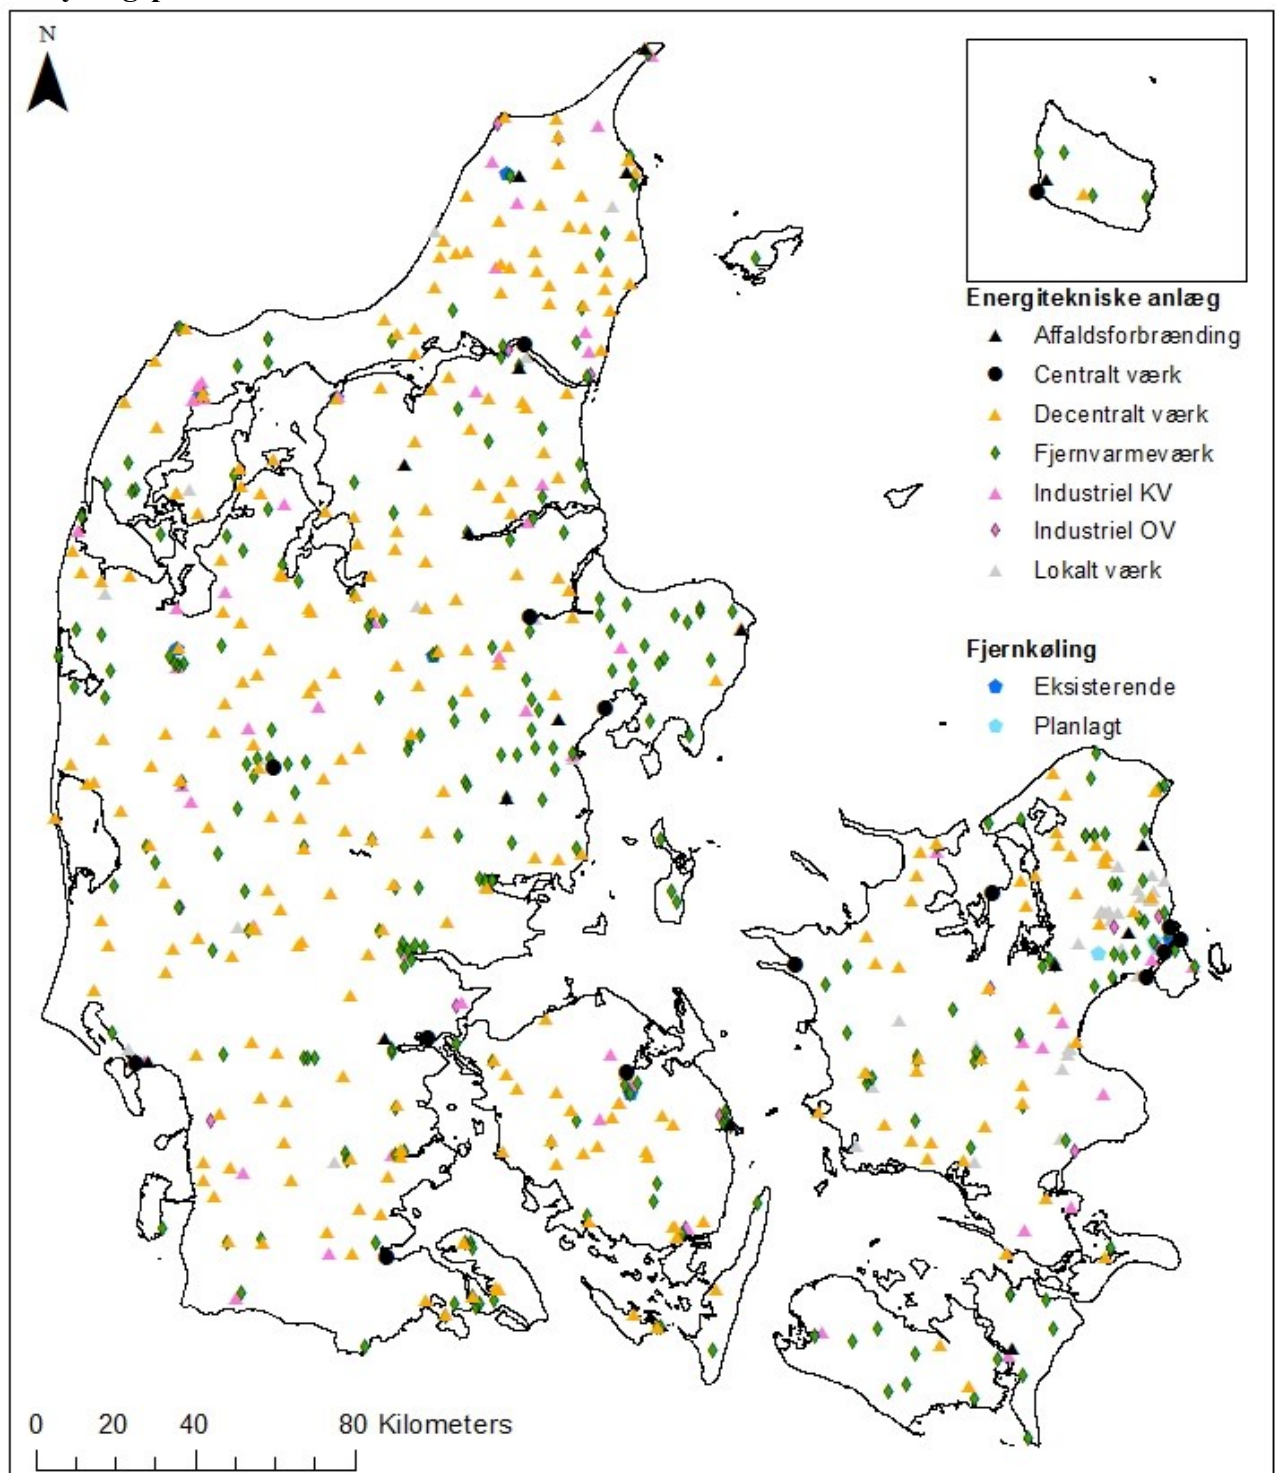 N
Energitekniske anlæg
Affaldsforbrænding
Centralt værk
Decentralt værk
Fjernvarmeværk
Industriel KV
Industriel OV
Lokalt værk
Fjernkøling
Eksisterende
Planlagt
0 20 40 80 Kilometers